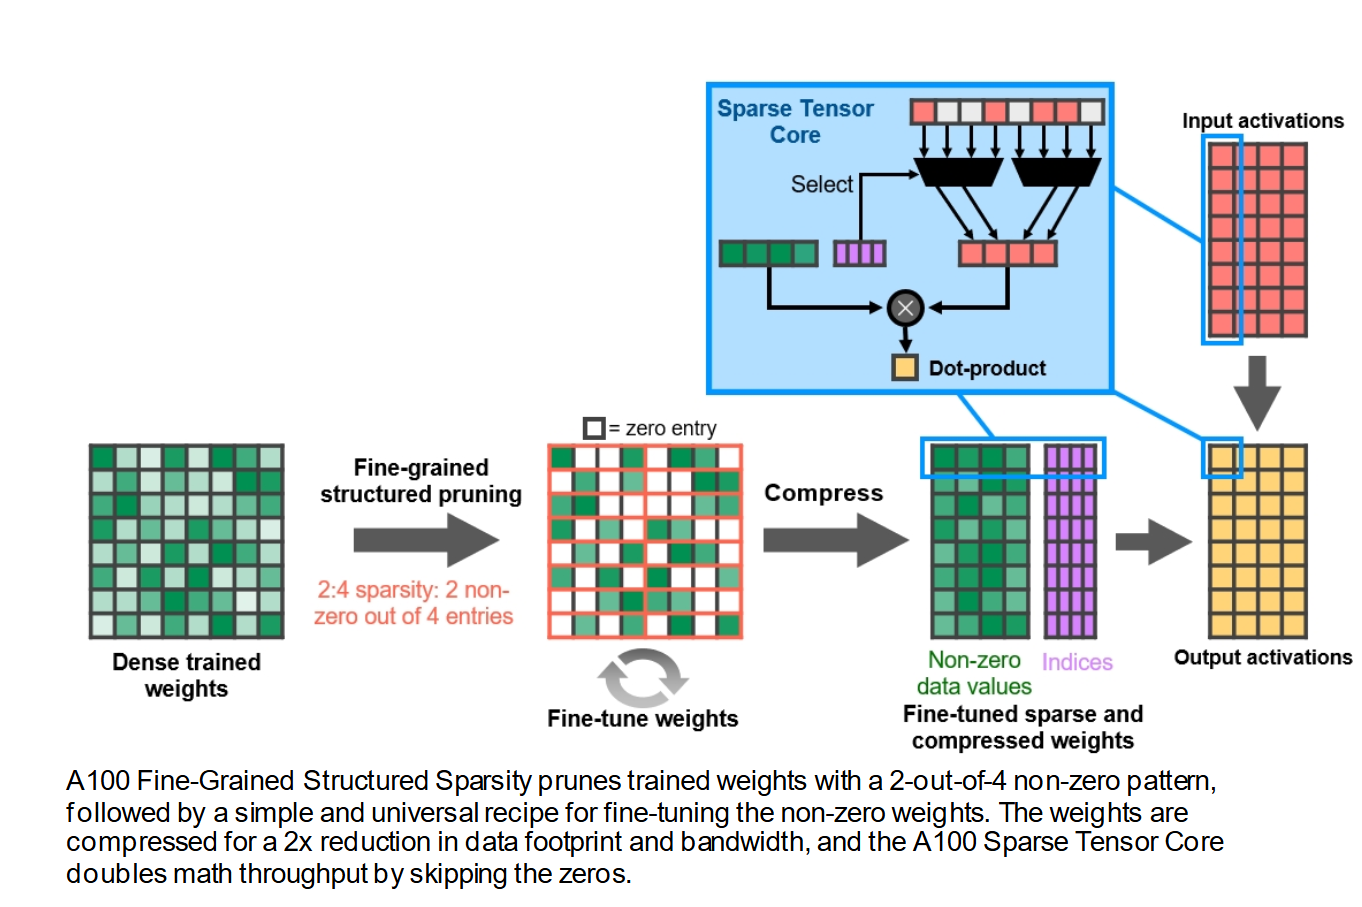 Sparse Tensor
Core
Input activations
Select
Dot-product
= zero entry
Fine-grained
structured pruning
Compress
2:4 sparsity: 2 non-
zero out of 4 entries
Dense trained
weights
Fine-tune weights
Non-zero
data values
Indices
Output activations
Fine-tuned sparse and
compressed weights
A100 Fine-Grained Structured Sparsity prunes trained weights with a 2-out-of-4 non-zero pattern,
followed by a simple and universal recipe for fine-tuning the non-zero weights. The weights are
compressed for a 2x reduction in data footprint and bandwidth, and the A100 Sparse Tensor Core
doubles math throughput by skipping the zeros.